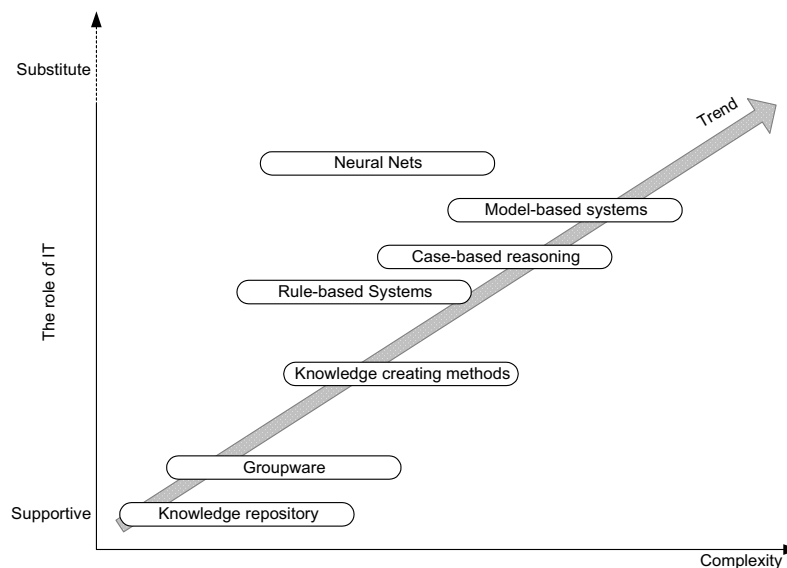 Substitute
Trend
Neural Nets
Model-based systems
Case-based reasoning
The role of IT
Rule-based Systems
Knowledge creating methods
Groupware
Supportive
Knowledge repository
Complexity